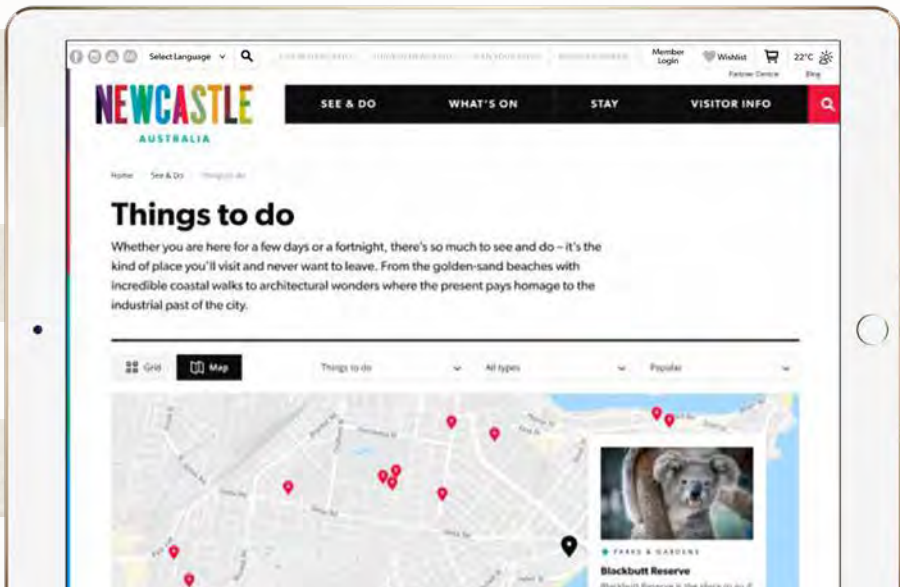 Select Language
Member Login
Wishlist
22°C
Partner Centre
Blog
NEWCASTLE
AUSTRALIA
SEE & DO
WHAT'S ON
STAY
VISITOR INFO
Home
See & Do
Things to do
Things to do
Whether you are here for a few days or a fortnight, there's so much to see and do – it's the
kind of place you'll visit and never want to leave. From the golden-sand beaches with
incredible coastal walks to architectural wonders where the present pays homage to the
industrial past of the city.
Grid
Map
Things to do
All types
Popular
PARKS & GARDENS
Blackbutt Reserve